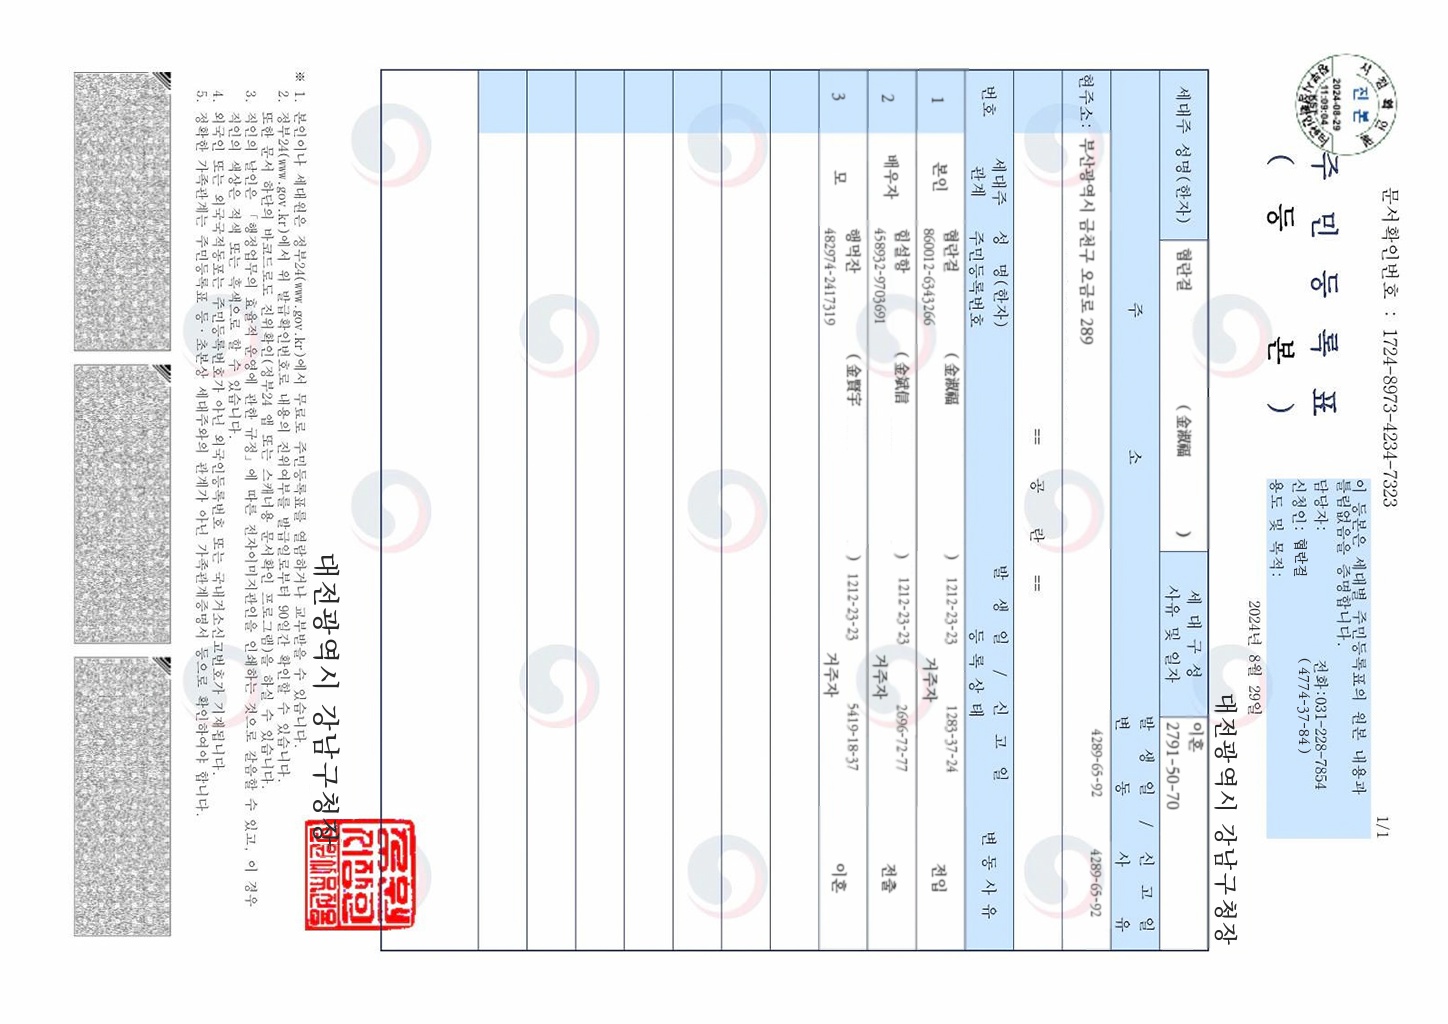 문서확인번호 : 1724-8973-4234-7323
1/1
주 민 등 록 표
( 등 본 )
이 등본은 세대별 주민등록표의 원본 내용과
틀림없음을 증명합니다.
담당자: 전화:031-228-7854
신청인: 협란걸 (4774-37-84)
용도 및 목적:
2024년 8월 29일
대전광역시 강남구청장
2024-08-29
11:09:04
진본
세대주 성명(한자) 협란걸 ( 金淑福 ) 세 대 구 성 사유 및 일자 이혼
2791-50-70
주 소 발 생 일 / 신 고 일
변 동 사 유
현주소: 부산광역시 금천구 오금로 289 4289-65-92 4289-65-92
== 공 란 ==
번호 세대주 관계 성 명(한자) 주민등록번호 발 생 일 / 신 고 일 등 록 상 태 변 동 사 유
1 본인 협란걸 ( 金淑福 ) 1212-23-23 1283-37-24 전입
860012-6343266 거주자
2 배우자 힘설항 ( 金斌信 ) 1212-23-23 2696-72-77 전출
458932-9703691 거주자
3 모 행먹잔 ( 金賢宇 ) 1212-23-23 5419-18-37 이혼
482974-2417319 거주자
대전광역시 강남구청장
※ 1. 본인이나 세대원은 정부24(www.gov.kr)에서 무료로 주민등록표를 열람하거나 교부받을 수 있습니다.
2. 정부24(www.gov.kr)에서 위 발급확인번호로 내용의 진위여부를 발급일로부터 90일간 확인할 수 있습니다.
또한 문서 하단의 바코드로도 진위확인(정부24 앱 또는 스캐너용 문서확인 프로그램)을 하실 수 있습니다.
3. 직인의 날인은 「행정업무의 효율적 운영에 관한 규정」에 따른 전자이미지관인을 인쇄하는 것으로 갈음할 수 있고, 이 경우
직인의 색상은 적색 또는 흑색으로 할 수 있습니다.
4. 외국인 또는 외국국적동포는 주민등록번호가 아닌 외국인등록번호 또는 국내거소신고번호가 기재됩니다.
5. 정확한 가족관계는 주민등록표 등·초본상 세대주와의 관계가 아닌 가족관계증명서 등으로 확인하여야 합니다.